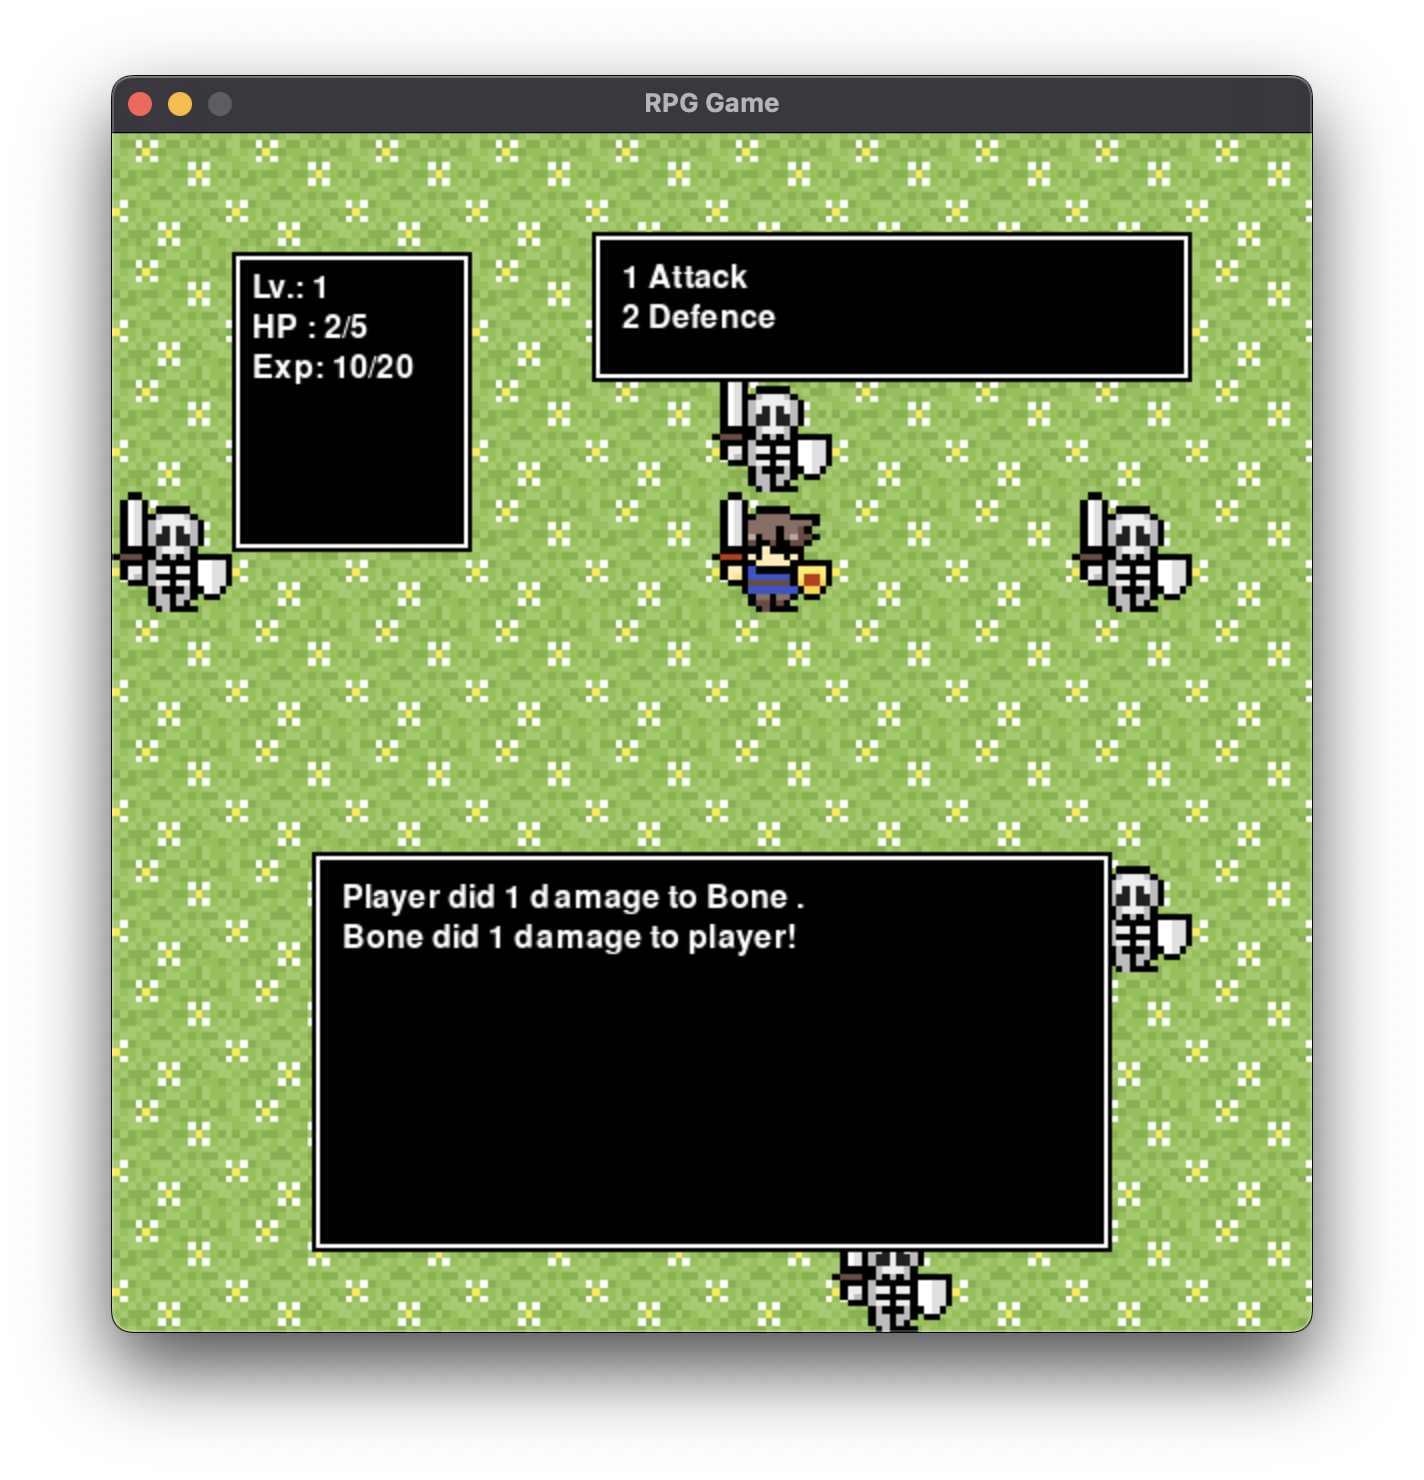 RPG Game
Lv.: 1
HP : 2/5
Exp: 10/20
1 Attack
2 Defence
Player did 1 damage to Bone .
Bone did 1 damage to player!